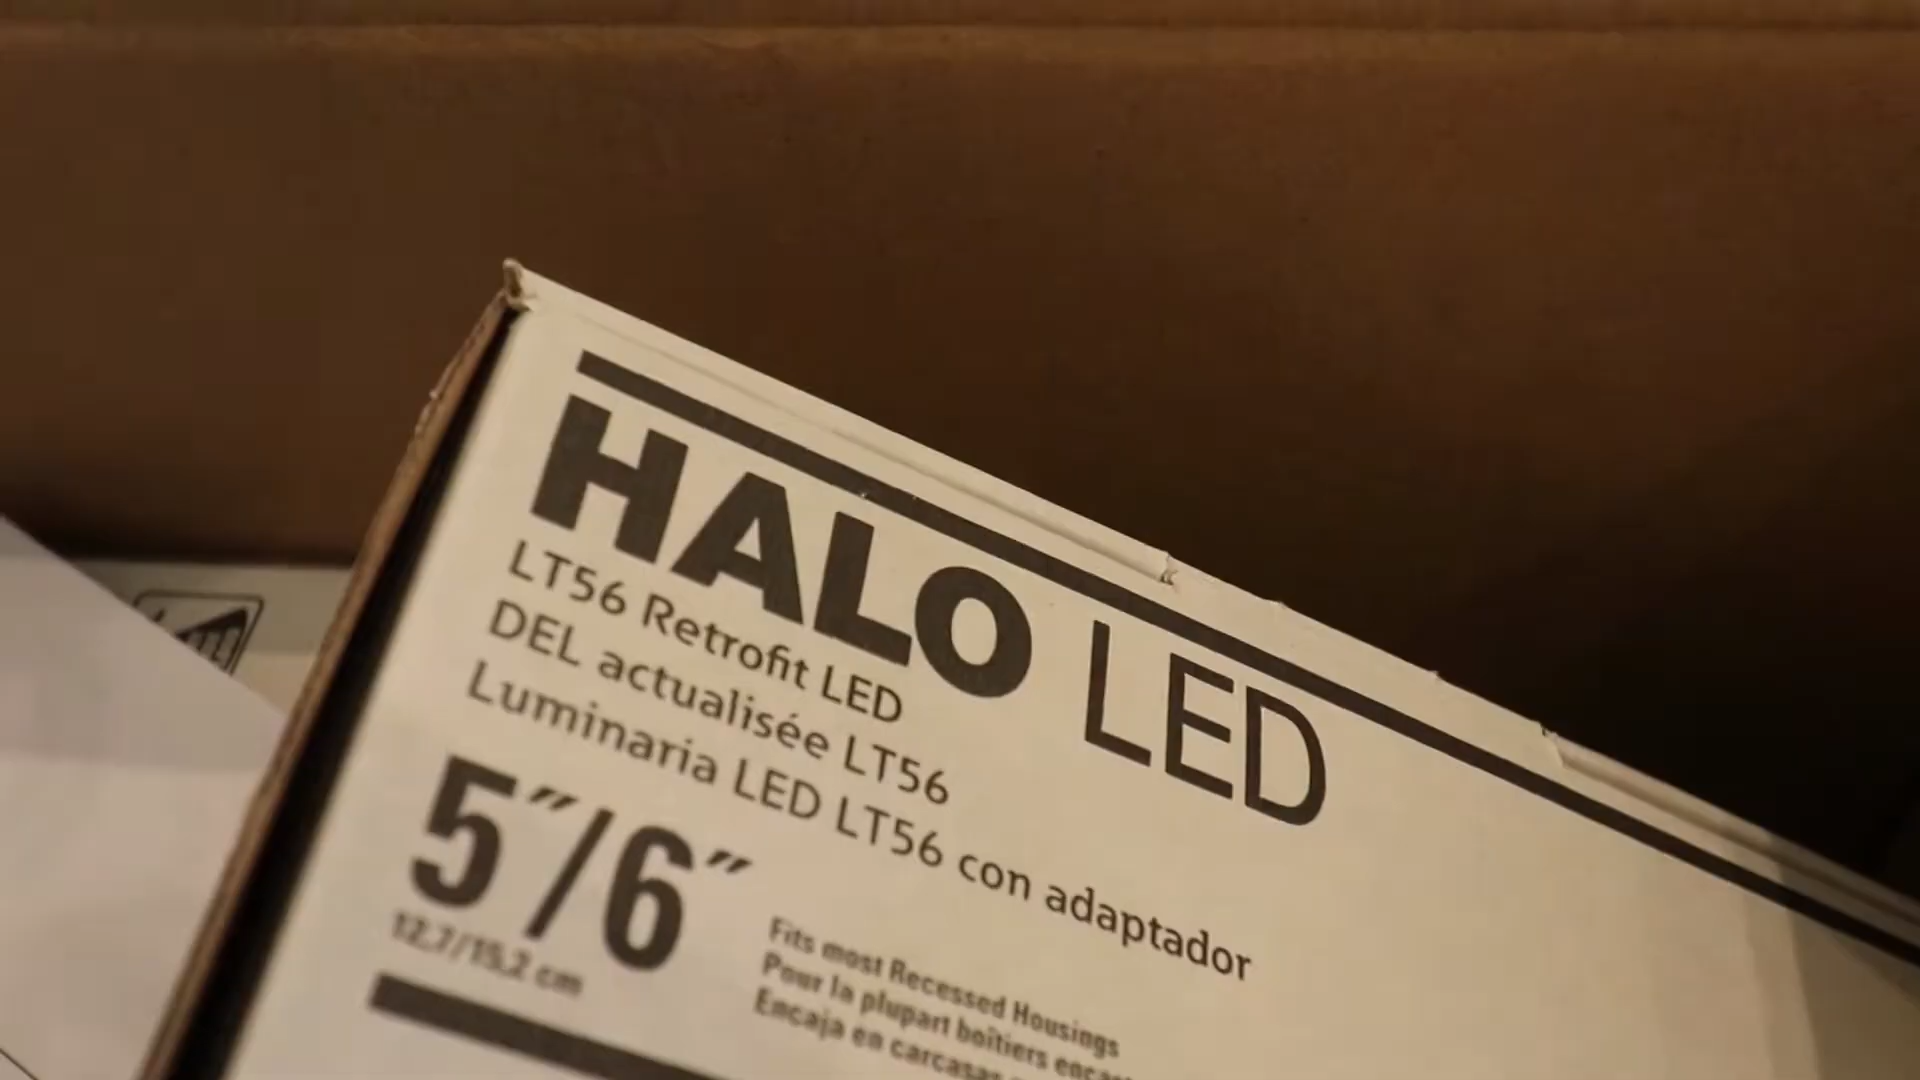 HALO LED
LT56 Retrofit LED
DEL actualisée LT56
Luminaria LED LT56 con adaptador
5″/6″
12.7/15.2 cm
Fits most Recessed Housings
Pour la plupart boîtiers
Encaja en carcasas